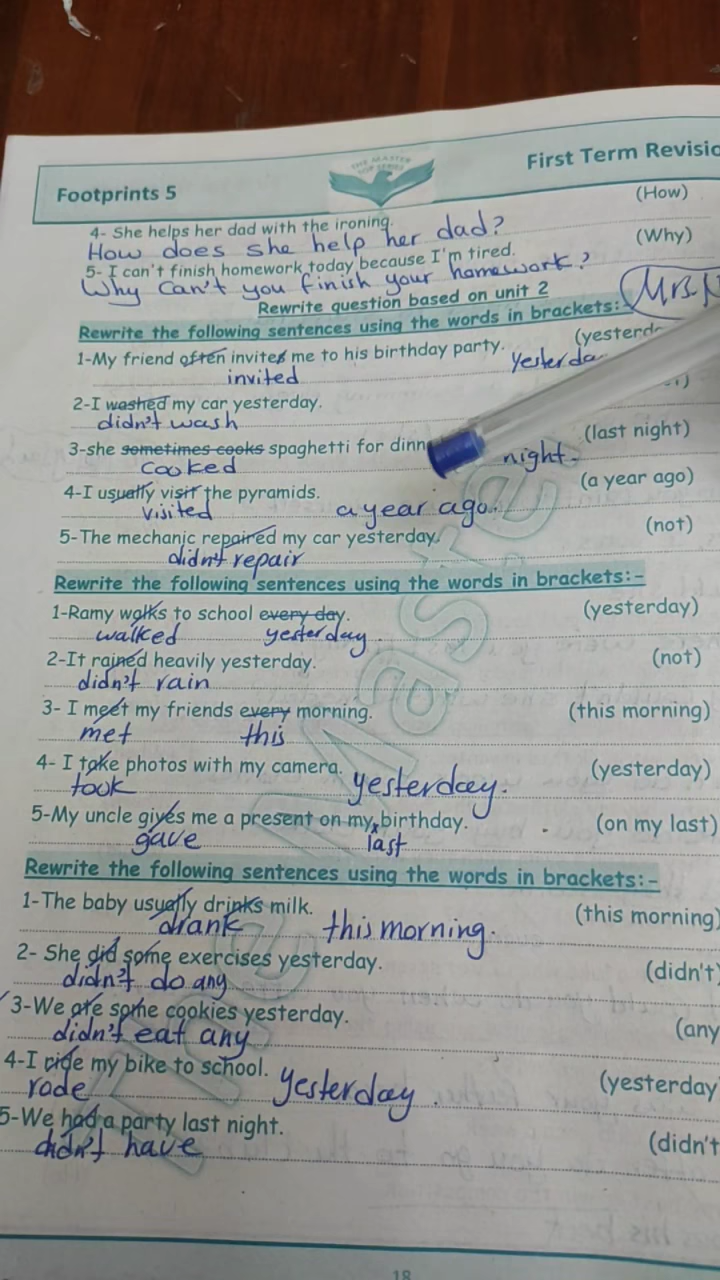 THE MASTER
First Term Revisio
Footprints 5
4- She helps her dad with the ironing. (How)
How does she help her dad?
5- I can't finish homework today because I'm tired. (Why)
Why can't you finish your homework?
Rewrite question based on unit 2
Mrs. N
Rewrite the following sentences using the words in brackets:-
1-My friend often invites me to his birthday party. (yesterd
invited yesterda
2-I washed my car yesterday.
didn't wash
3-she sometimes cooks spaghetti for dinn (last night)
cooked night.
4-I usually visit the pyramids. (a year ago)
visited a year ago.
5-The mechanic repaired my car yesterday. (not)
didn't repair
Rewrite the following sentences using the words in brackets:-
1-Ramy walks to school every day. (yesterday)
walked yesterday.
2-It rained heavily yesterday. (not)
didn't rain
3- I meet my friends every morning. (this morning)
met this
4- I take photos with my camera. (yesterday)
took yesterday.
5-My uncle gives me a present on my birthday. (on my last)
gave last
Rewrite the following sentences using the words in brackets:-
1-The baby usually drinks milk. (this morning)
drank this morning.
2- She did some exercises yesterday. (didn't)
didn't do any
3-We ate some cookies yesterday. (any
didn't eat any
4-I ride my bike to school. (yesterday
rode yesterday.
5-We had a party last night. (didn't
didn't have
The Maste
18